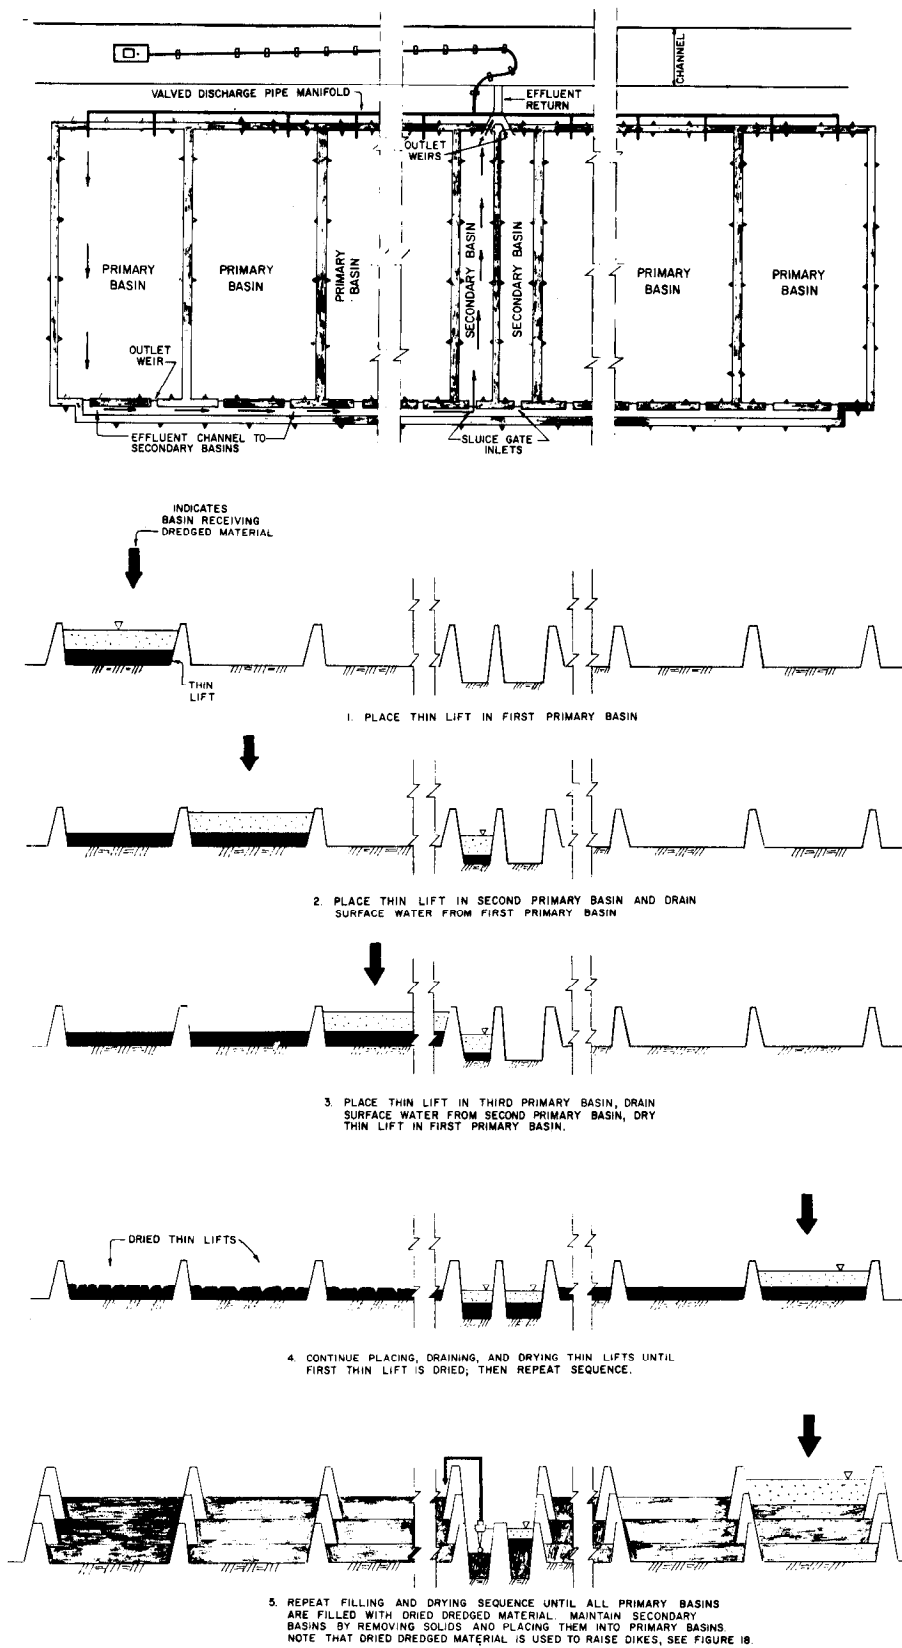 CHANNEL
VALVED DISCHARGE PIPE MANIFOLD
EFFLUENT
RETURN
OUTLET
WEIRS
PRIMARY
BASIN
PRIMARY
BASIN
PRIMARY
BASIN
SECONDARY BASIN
SECONDARY BASIN
PRIMARY
BASIN
PRIMARY
BASIN
OUTLET
WEIR
EFFLUENT CHANNEL TO
SECONDARY BASINS
SLUICE GATE
INLETS
INDICATES
BASIN RECEIVING
DREDGED MATERIAL
THIN
LIFT
1. PLACE THIN LIFT IN FIRST PRIMARY BASIN
2. PLACE THIN LIFT IN SECOND PRIMARY BASIN AND DRAIN
SURFACE WATER FROM FIRST PRIMARY BASIN
3. PLACE THIN LIFT IN THIRD PRIMARY BASIN, DRAIN
SURFACE WATER FROM SECOND PRIMARY BASIN, DRY
THIN LIFT IN FIRST PRIMARY BASIN.
DRIED THIN LIFTS
4. CONTINUE PLACING, DRAINING, AND DRYING THIN LIFTS UNTIL
FIRST THIN LIFT IS DRIED; THEN REPEAT SEQUENCE.
5. REPEAT FILLING AND DRYING SEQUENCE UNTIL ALL PRIMARY BASINS
ARE FILLED WITH DRIED DREDGED MATERIAL. MAINTAIN SECONDARY
BASINS BY REMOVING SOLIDS AND PLACING THEM INTO PRIMARY BASINS.
NOTE THAT DRIED DREDGED MATERIAL IS USED TO RAISE DIKES, SEE FIGURE 18.